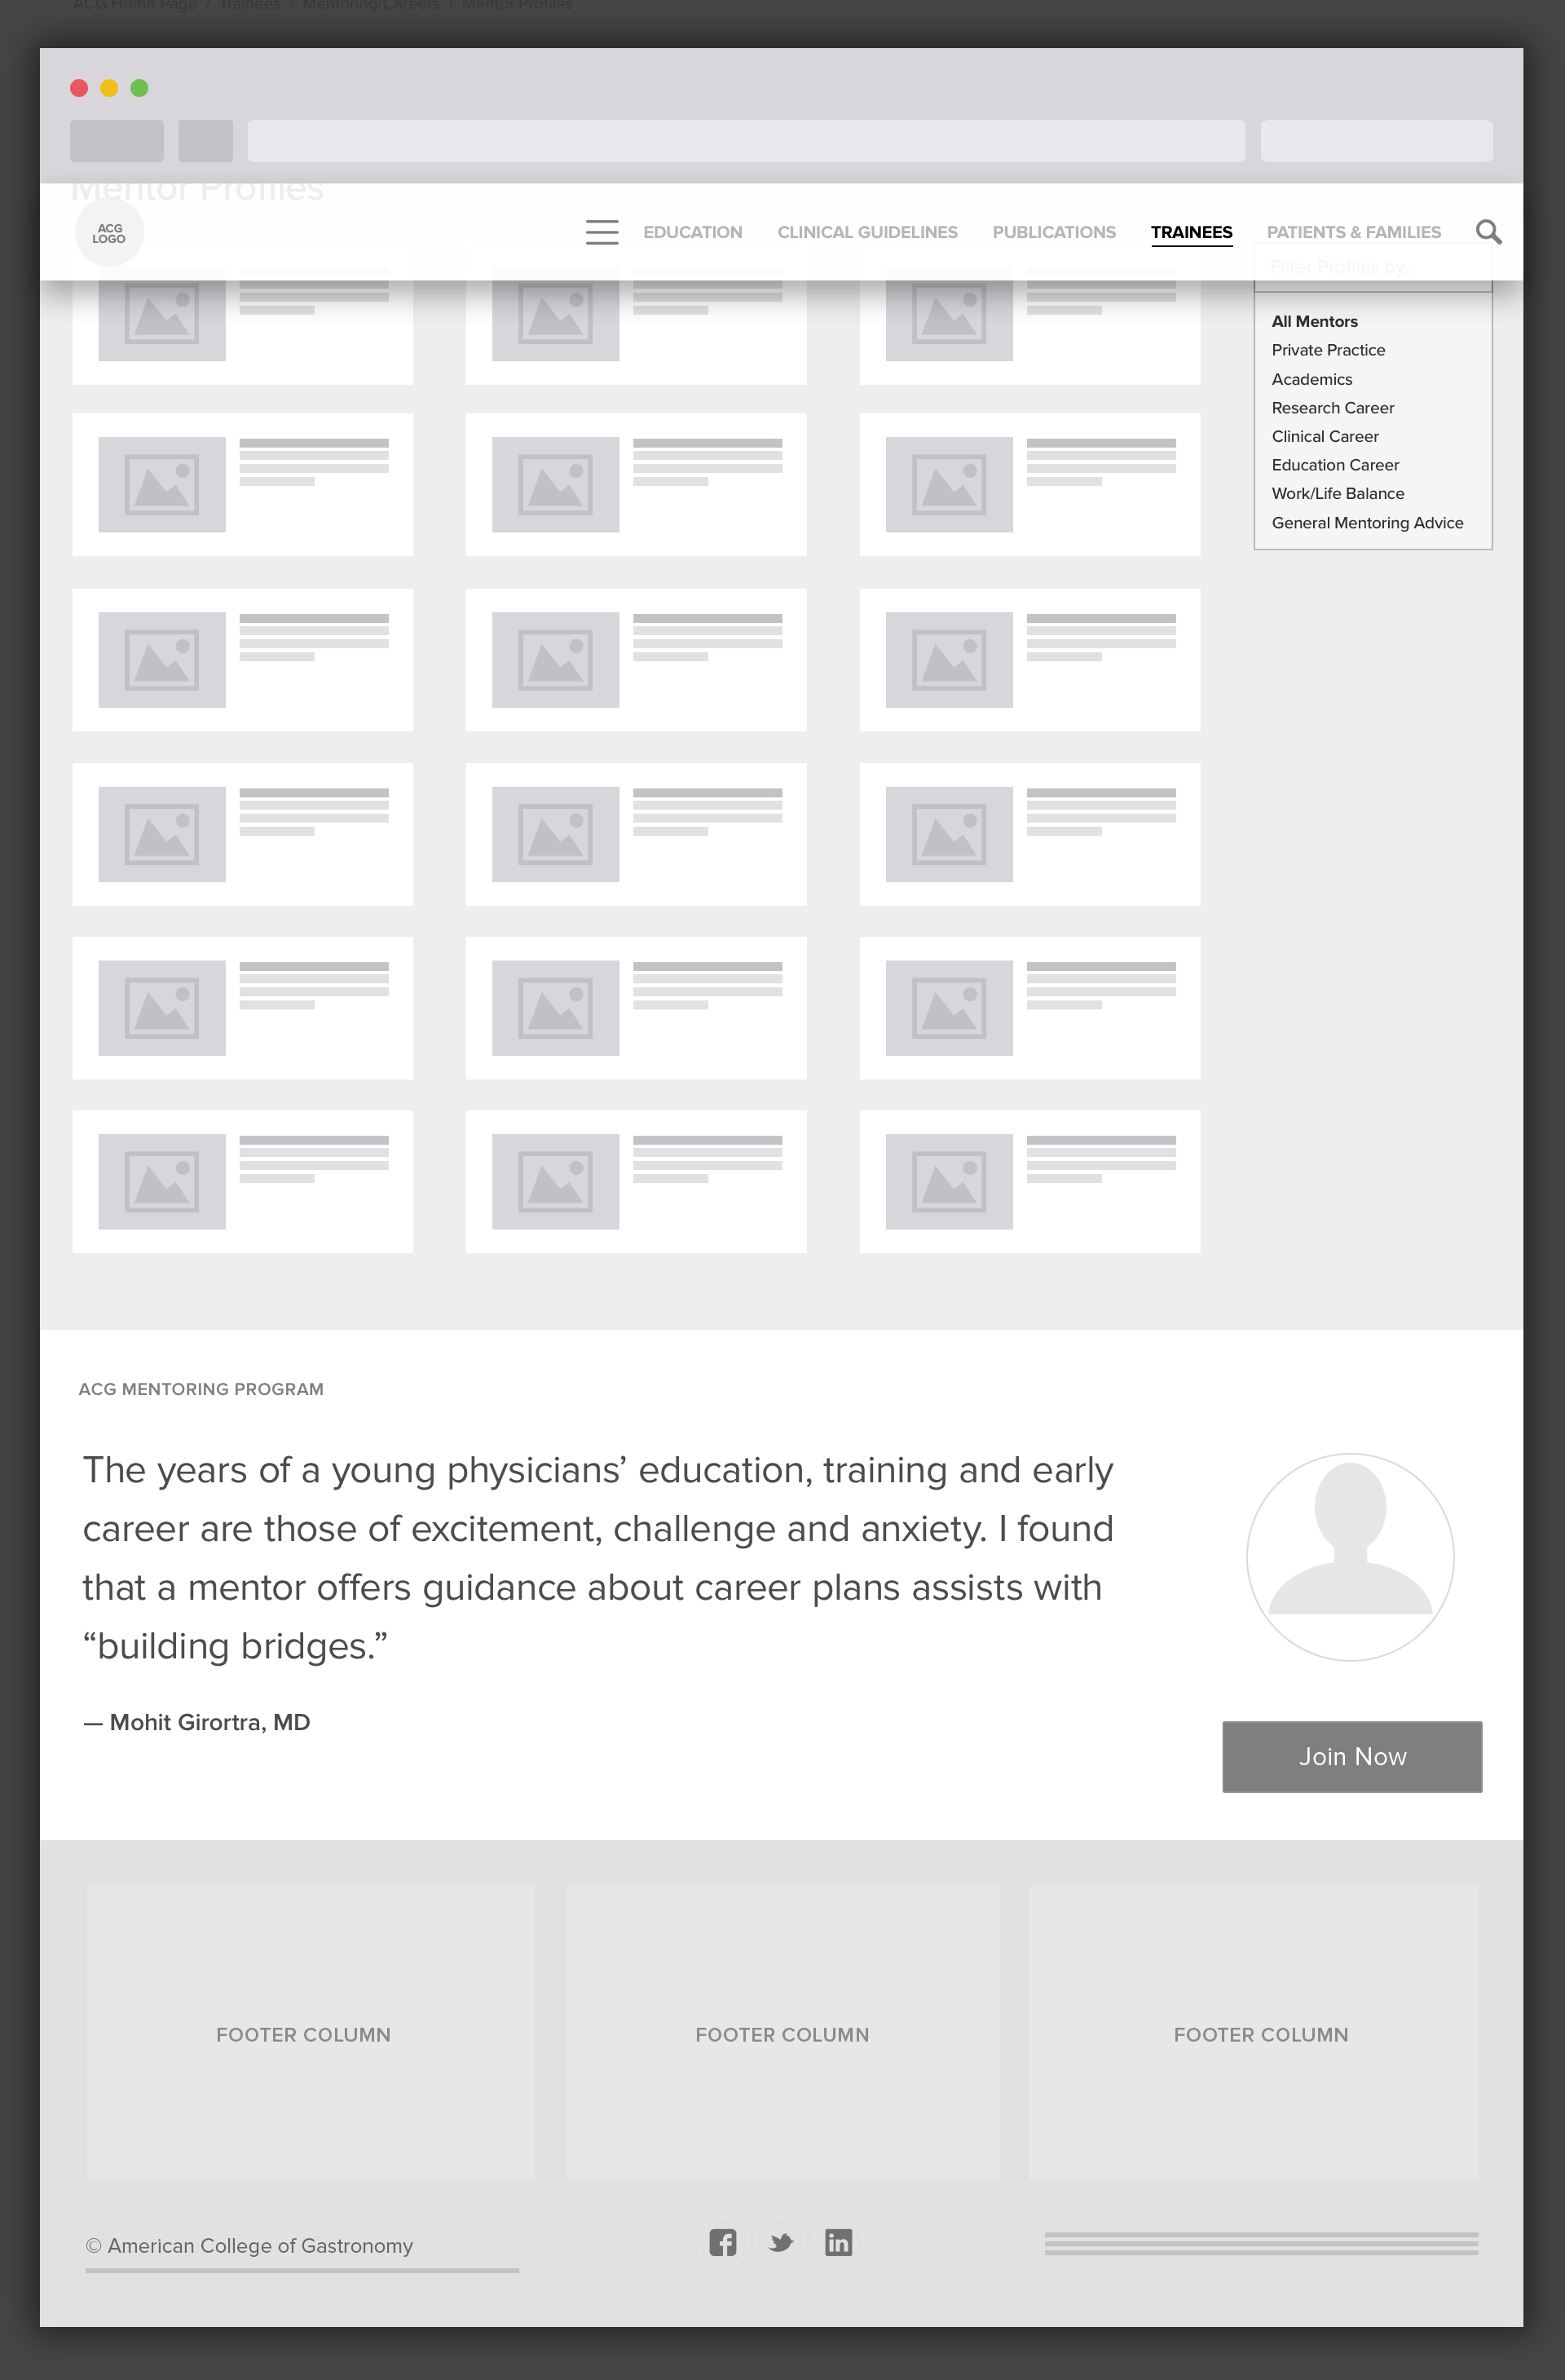 ACG Home Page / Trainees / Mentoring/Careers / Mentor Profiles
Mentor Profiles
ACG
LOGO
EDUCATION CLINICAL GUIDELINES PUBLICATIONS TRAINEES PATIENTS & FAMILIES
Filter Profiles by...
All Mentors
Private Practice
Academics
Research Career
Clinical Career
Education Career
Work/Life Balance
General Mentoring Advice
ACG MENTORING PROGRAM
The years of a young physicians’ education, training and early
career are those of excitement, challenge and anxiety. I found
that a mentor offers guidance about career plans assists with
“building bridges.”
— Mohit Girortra, MD
Join Now
FOOTER COLUMN
FOOTER COLUMN
FOOTER COLUMN
© American College of Gastronomy